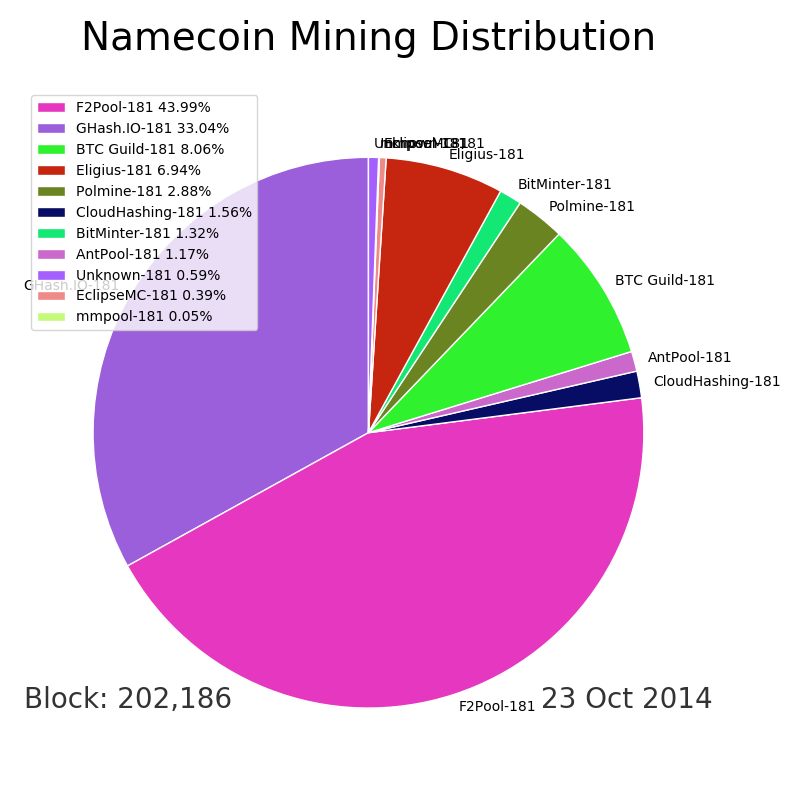 Namecoin Mining Distribution
F2Pool-181 43.99%
GHash.IO-181 33.04%
BTC Guild-181 8.06%
Eligius-181 6.94%
Polmine-181 2.88%
CloudHashing-181 1.56%
BitMinter-181 1.32%
AntPool-181 1.17%
Unknown-181 0.59%
EclipseMC-181 0.39%
mmpool-181 0.05%
Eligius-181
BitMinter-181
Polmine-181
BTC Guild-181
GHash.IO-181
AntPool-181
CloudHashing-181
Block: 202,186
F2Pool-181
23 Oct 2014